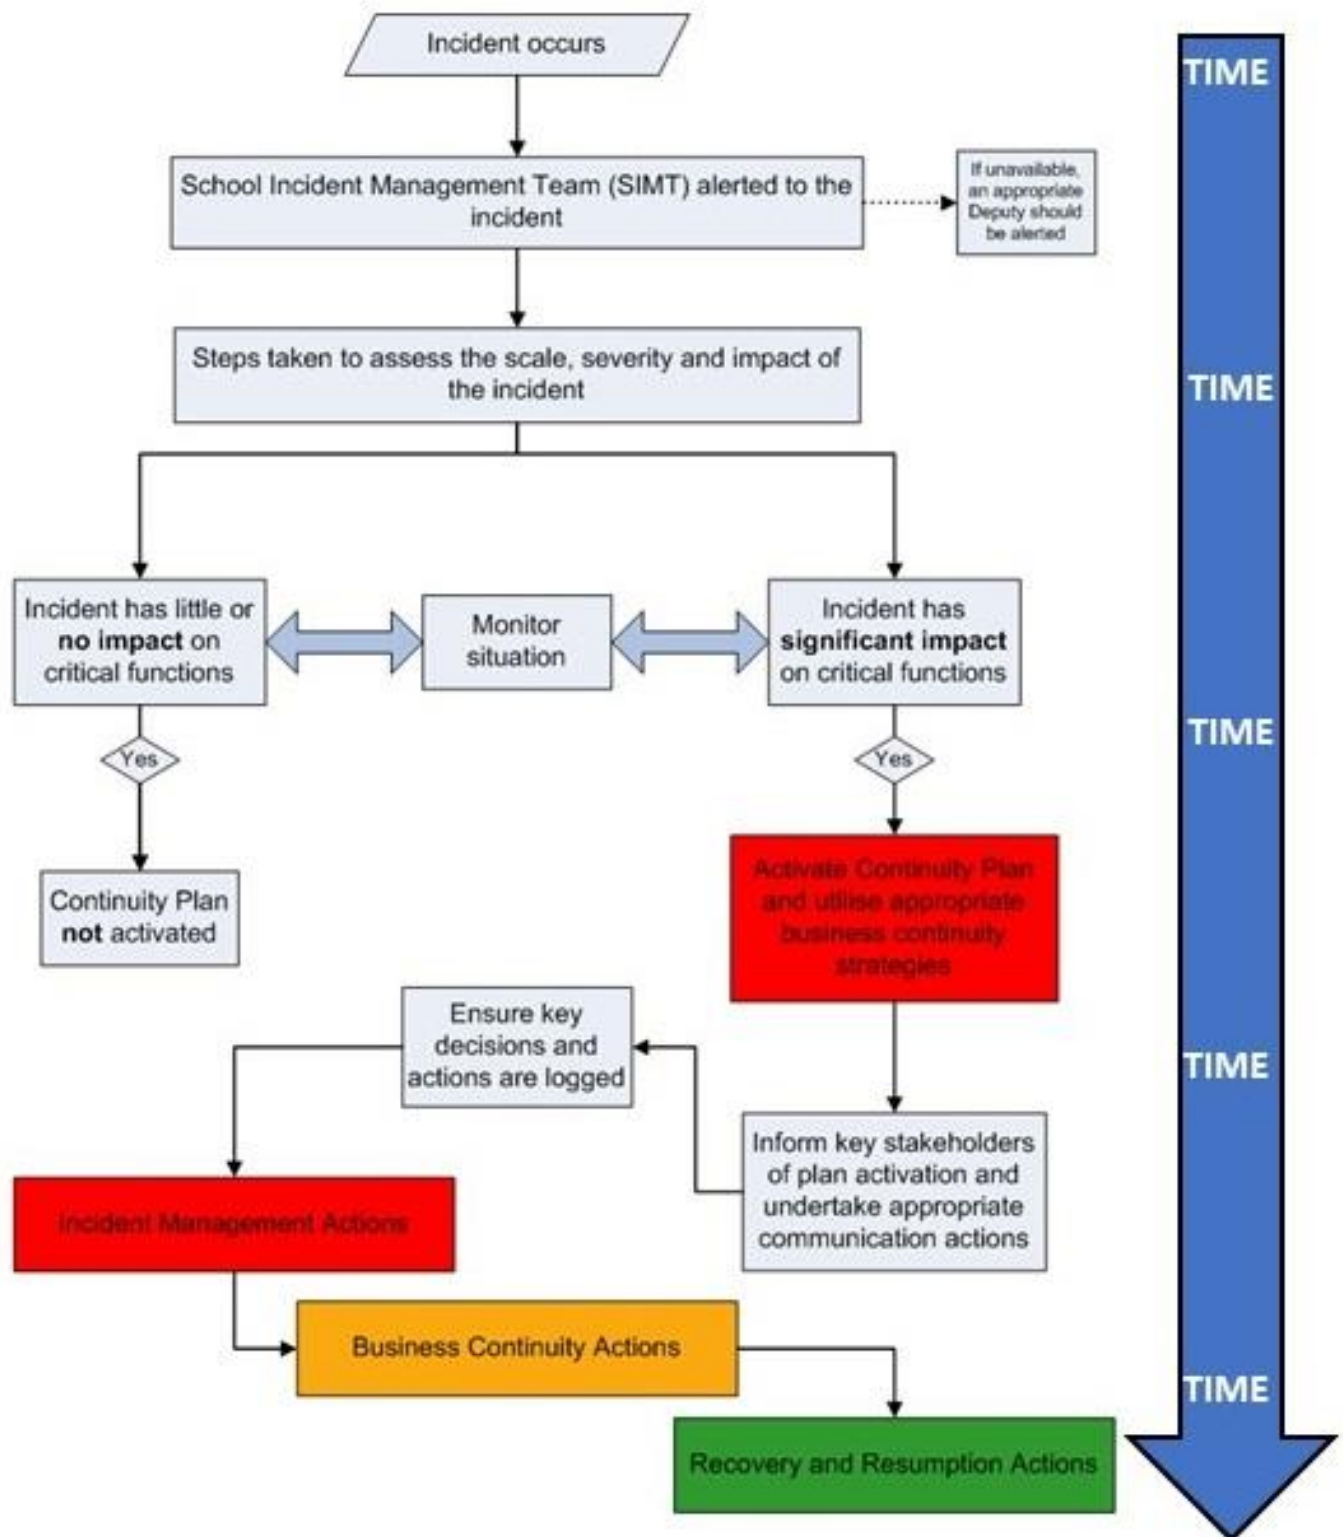 Incident occurs
TIME
School Incident Management Team (SIMT) alerted to the
incident
If unavailable,
an appropriate
Deputy should
be alerted
Steps taken to assess the scale, severity and impact of
the incident
TIME
Incident has little or
no impact on
critical functions
Monitor
situation
Incident has
significant impact
on critical functions
TIME
Yes
Yes
Continuity Plan
not activated
Activate Continuity Plan
and utilise appropriate
business continuity
strategies
Ensure key
decisions and
actions are logged
TIME
Inform key stakeholders
of plan activation and
undertake appropriate
communication actions
Incident Management Actions
Business Continuity Actions
TIME
Recovery and Resumption Actions